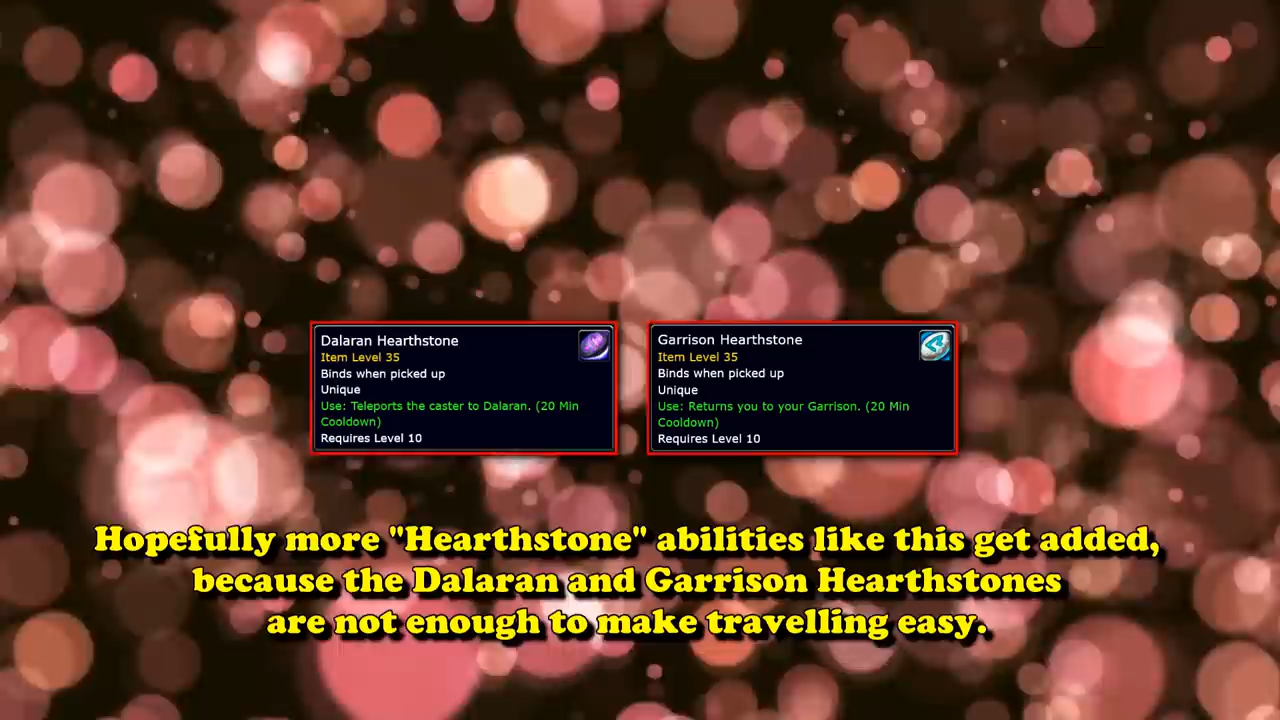 Dalaran Hearthstone
Item Level 35
Binds when picked up
Unique
Use: Teleports the caster to Dalaran. (20 Min
Cooldown)
Requires Level 10
Garrison Hearthstone
Item Level 35
Binds when picked up
Unique
Use: Returns you to your Garrison. (20 Min
Cooldown)
Requires Level 10
Hopefully more "Hearthstone" abilities like this get added,
because the Dalaran and Garrison Hearthstones
are not enough to make travelling easy.